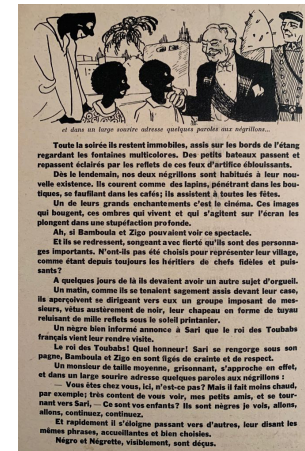 et dans un large sourire adresse quelques paroles aux négrillons...
Toute la soirée ils restent immobiles, assis sur les bords de l'étang
regardant les fontaines multicolores. Des petits bateaux passent et
repassent éclairés par les reflets de ces feux d'artifice éblouissants.
Dès le lendemain, nos deux négrillons sont habitués à leur nou-
velle existence. Ils courent comme des lapins, pénétrant dans les bou-
tiques, se faufilant dans les cafés; ils assistent à toutes les fêtes.
Un de leurs grands enchantements c'est le cinéma. Ces images
qui bougent, ces ombres qui vivent et qui s'agitent sur l'écran les
plongent dans une stupéfaction profonde.
Ah, si Bamboula et Zigo pouvaient voir ce spectacle.
Et ils se redressent, songeant avec fierté qu'ils sont des personna-
ges importants. N'ont-ils pas été choisis pour représenter leur village,
comme étant depuis toujours les héritiers de chefs fidèles et puis-
sants?
A quelques jours de là ils devaient avoir un autre sujet d'orgueil.
Un matin, comme ils se tenaient sagement assis devant leur case,
ils aperçoivent se dirigeant vers eux un groupe imposant de mes-
sieurs, vêtus austèrement de noir, leur chapeau en forme de tuyau
reluisant de mille reflets sous le soleil printanier.
Un nègre bien informé annonce à Sari que le roi des Toubabs
français vient leur rendre visite.
Le roi des Toubabs! Quel honneur! Sari se rengorge sous son
pagne, Bamboula et Zigo en sont figés de crainte et de respect.
Un monsieur de taille moyenne, grisonnant, s'approche en effet,
et dans un large sourire adresse quelques paroles aux négrillons :
— Vous êtes chez vous, ici, n'est-ce pas? Mais il fait moins chaud,
par exemple; très content de vous voir, mes petits amis, et se tour-
nant vers Sari, — Ce sont vos enfants? Ils sont nègres je vois, allons,
allons, continuez, continuez.
Et rapidement il s'éloigne passant vers d'autres, leur disant les
mêmes phrases, accueillantes et bien choisies.
Négro et Négrette, visiblement, sont déçus.